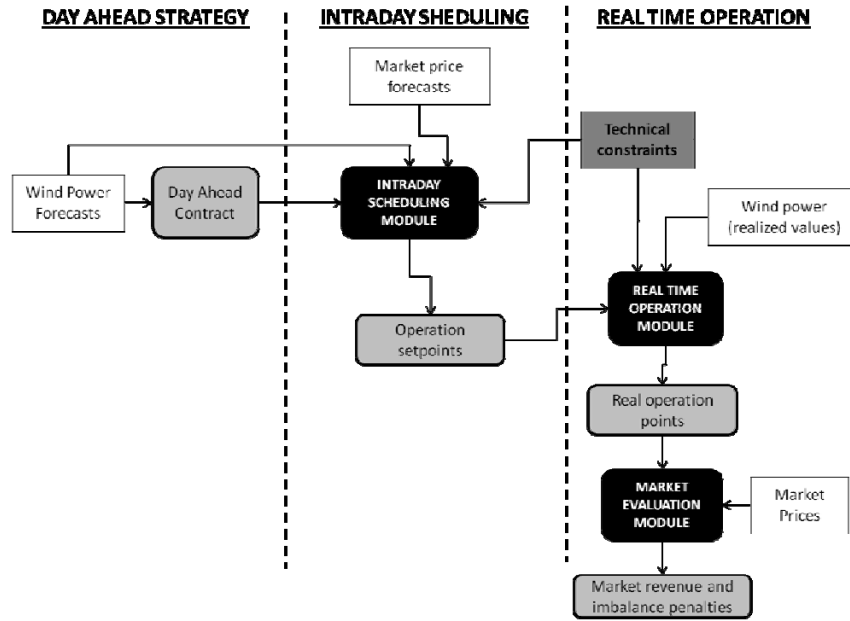 DAY AHEAD STRATEGY
INTRADAY SHEDULING
REAL TIME OPERATION
Market price
forecasts
Technical
constraints
Wind Power
Forecasts
Day Ahead
Contract
INTRADAY
SCHEDULING
MODULE
Wind power
(realized values)
REAL TIME
OPERATION
MODULE
Operation
setpoints
Real operation
points
MARKET
EVALUATION
MODULE
Market
Prices
Market revenue and
imbalance penalties